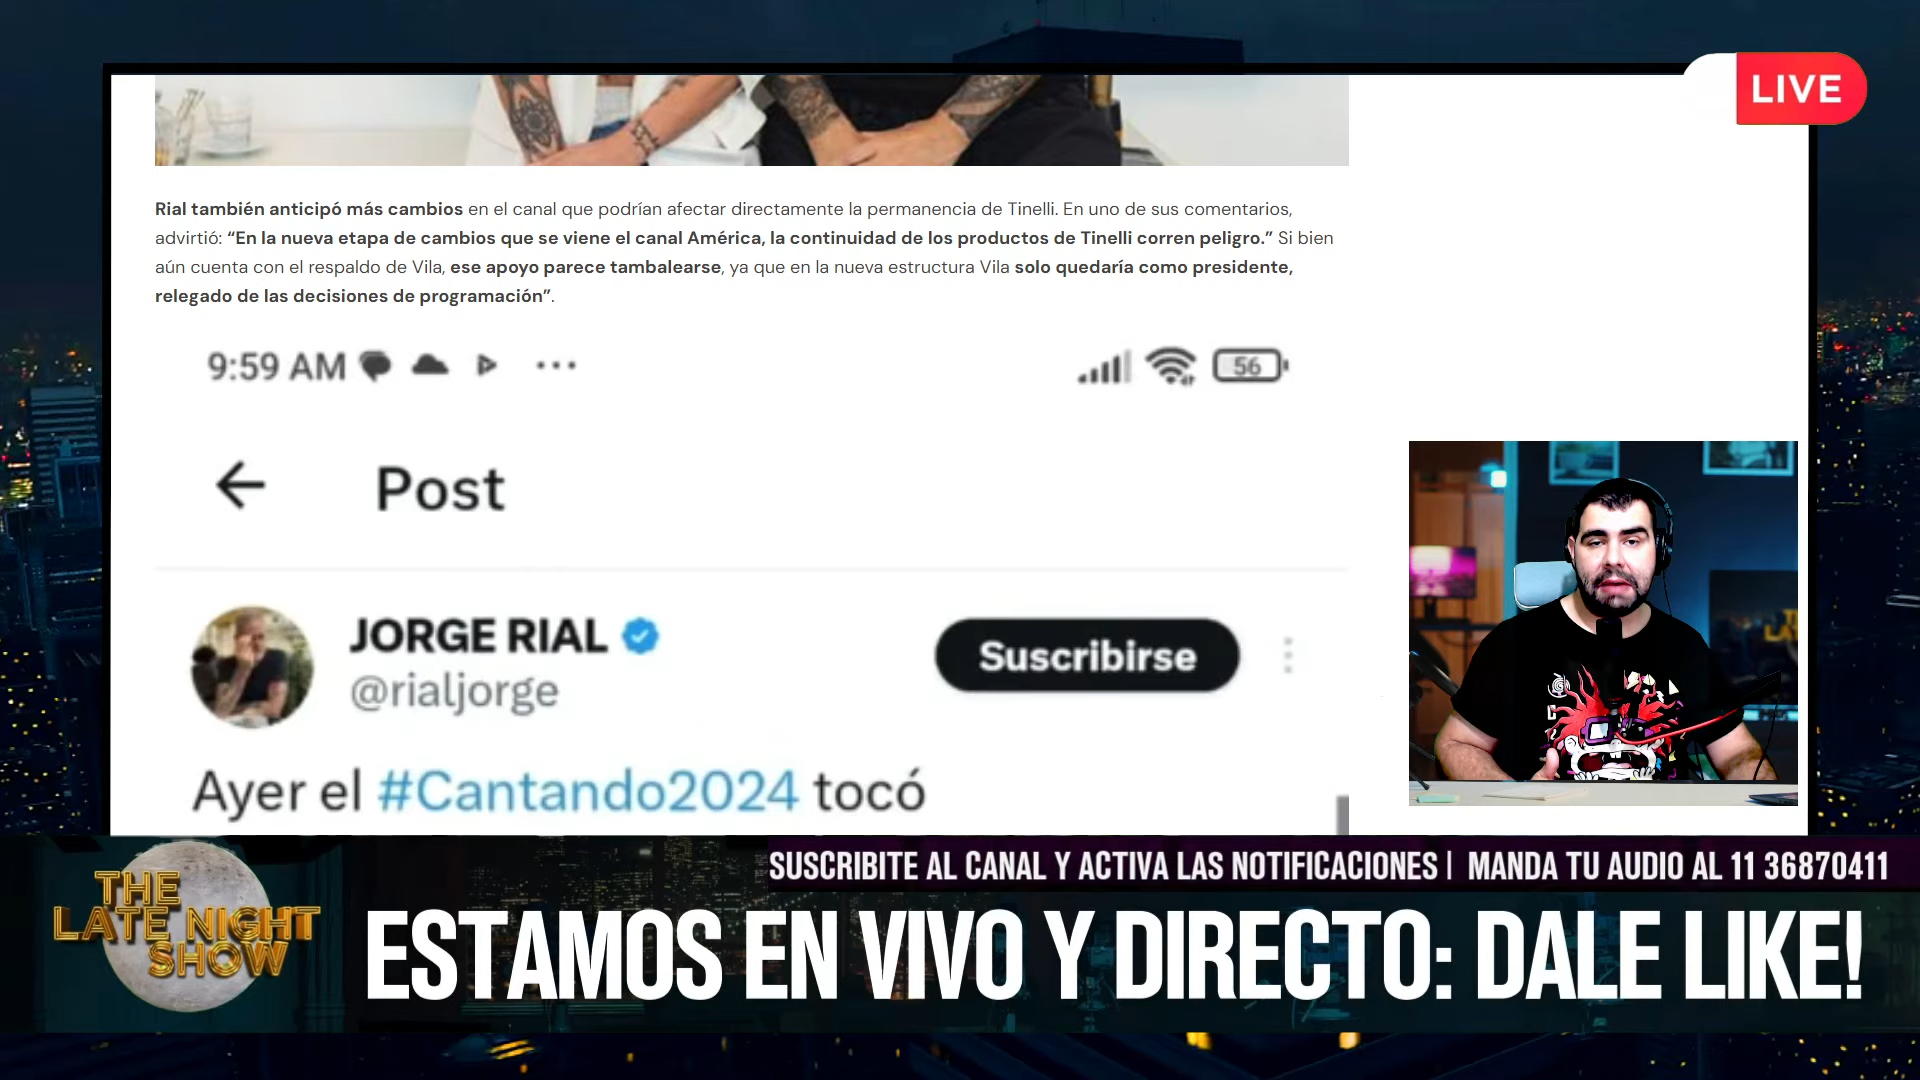 LIVE
Rial también anticipó más cambios en el canal que podrían afectar directamente la permanencia de Tinelli. En uno de sus comentarios,
advirtió: “En la nueva etapa de cambios que se viene el canal América, la continuidad de los productos de Tinelli corren peligro.” Si bien
aún cuenta con el respaldo de Vila, ese apoyo parece tambalearse, ya que en la nueva estructura Vila solo quedaría como presidente,
relegado de las decisiones de programación”.
9:59 AM
56
Post
JORGE RIAL
@rialjorge
Suscribirse
Ayer el #Cantando2024 tocó
SUSCRIBITE AL CANAL Y ACTIVA LAS NOTIFICACIONES | MANDA TU AUDIO AL 11 36870411
THE
LATE NIGHT
SHOW
ESTAMOS EN VIVO Y DIRECTO: DALE LIKE!